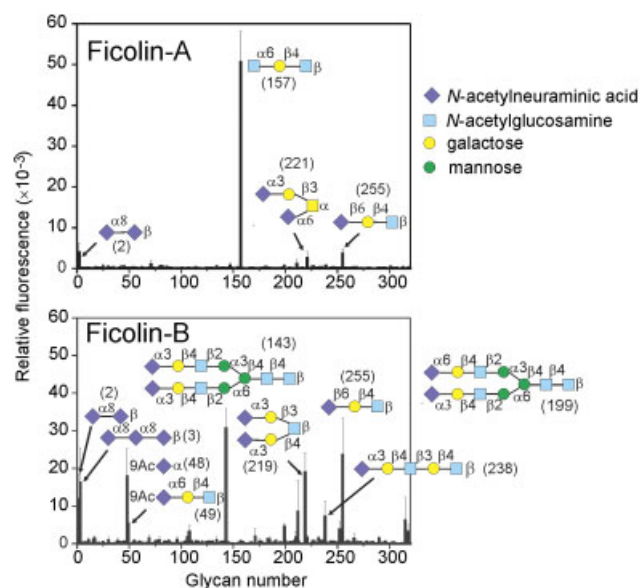 Ficolin-A
α6 β4
β
(157)
(221)
α3 β3
α
α6
(255)
β6 β4
β
α8
β
(2)
60
50
40
30
20
10
0
0 50 100 150 200 250 300
Relative fluorescence (×10⁻³)
N-acetylneuraminic acid
N-acetylglucosamine
galactose
mannose
Ficolin-B
(143)
α3 β4 β2 α3 β4 β4
β
α3 β4 β2 α6
(2)
α8
β
α8 α8
β (3)
9Ac α (48)
α6 β4
9Ac β
(49)
α3 β3
β
β4
α3
(219)
(255)
β6 β4
β
α3 β4 β3 β4
β (238)
α6 β4 β2 α3 β4 β4
β
α6
α3 β4 β2 (199)
60
50
40
30
20
10
0
0 50 100 150 200 250 300
Glycan number